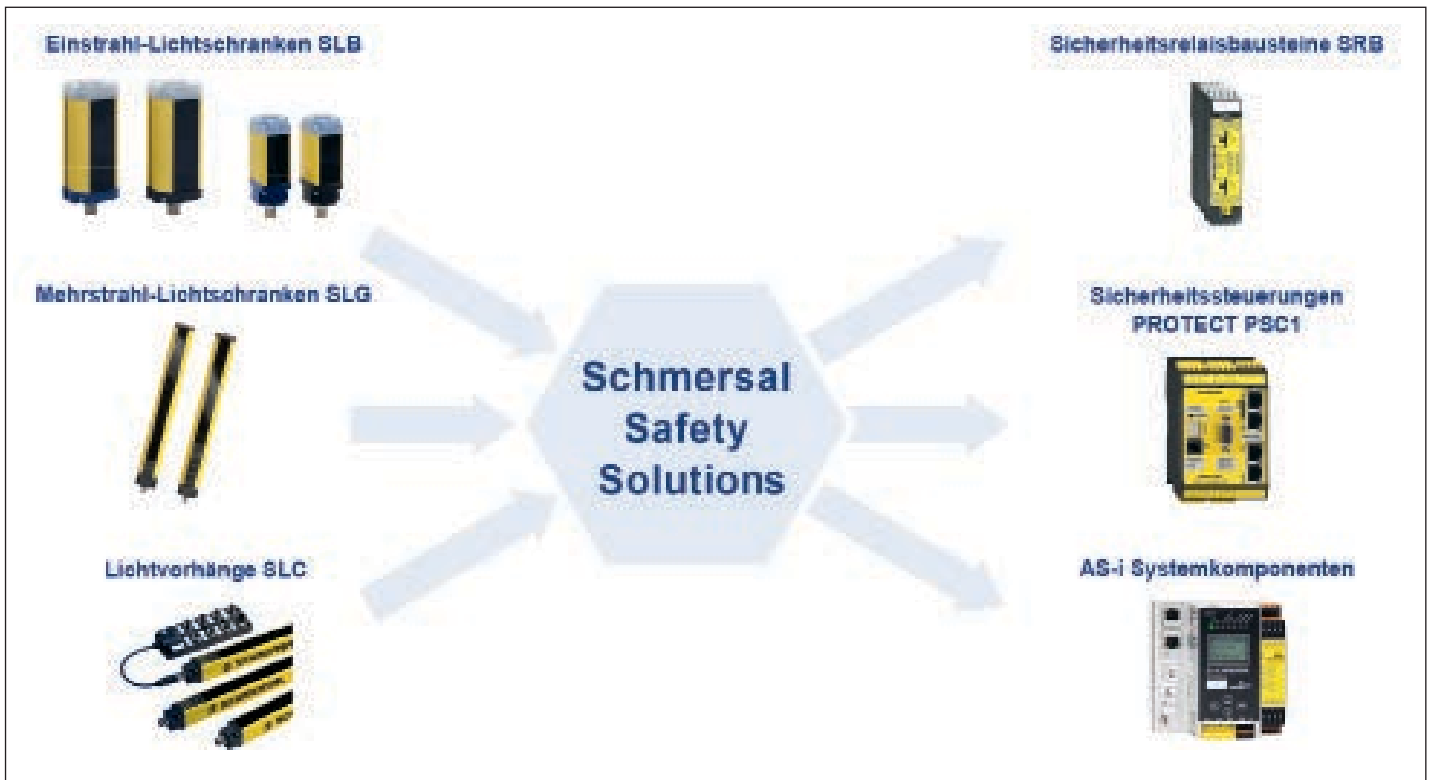 Einstrahl-Lichtschranken SLB
Mehrstrahl-Lichtschranken SLG
Lichtvorhänge SLC
Schmersal
Safety
Solutions
Sicherheitsrelaisbausteine SRB
Sicherheitssteuerungen
PROTECT PSC1
AS-i Systemkomponenten